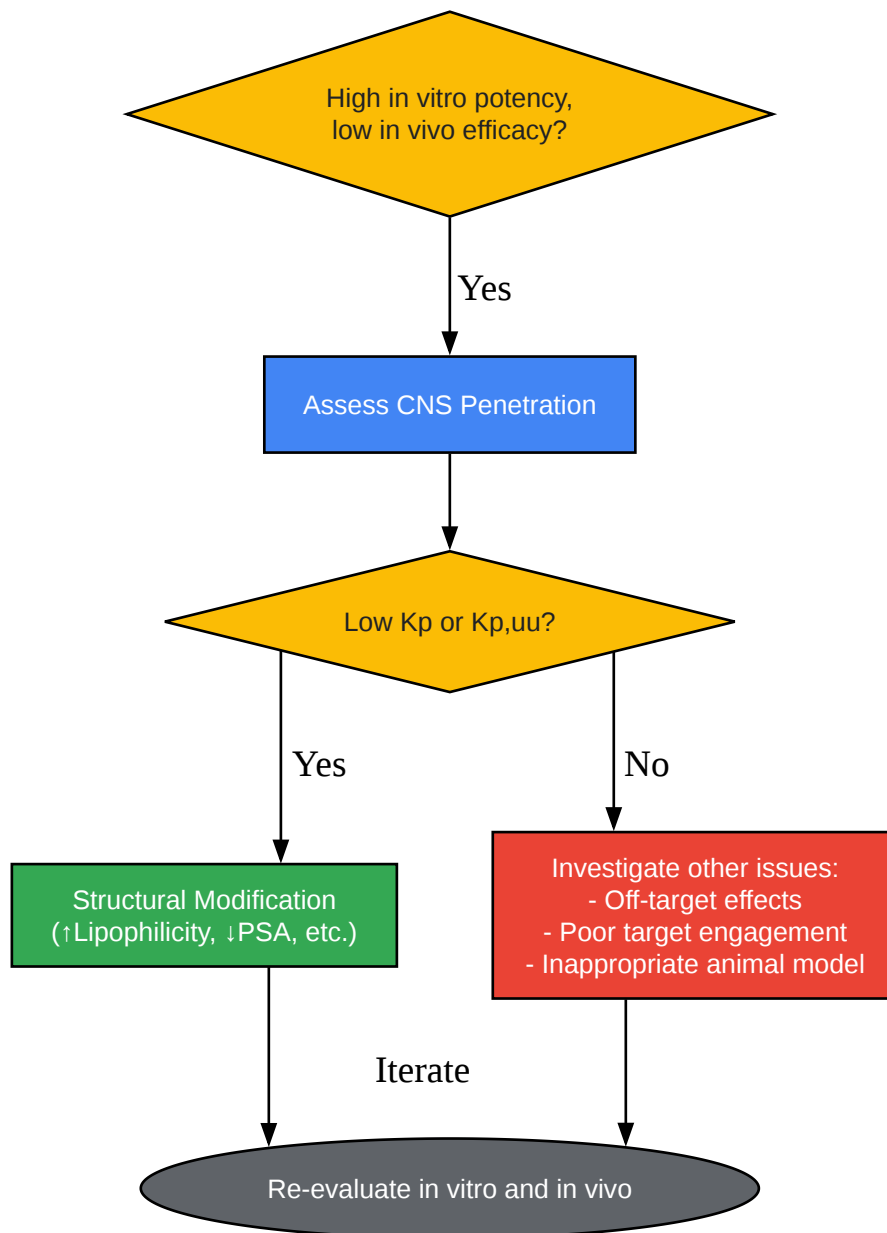 High in vitro potency,
low in vivo efficacy?
Yes
Assess CNS Penetration
Low Kp or Kp,uu?
Yes
No
Structural Modification
(↑Lipophilicity, ↓PSA, etc.)
Investigate other issues:
- Off-target effects
- Poor target engagement
- Inappropriate animal model
Iterate
Re-evaluate in vitro and in vivo